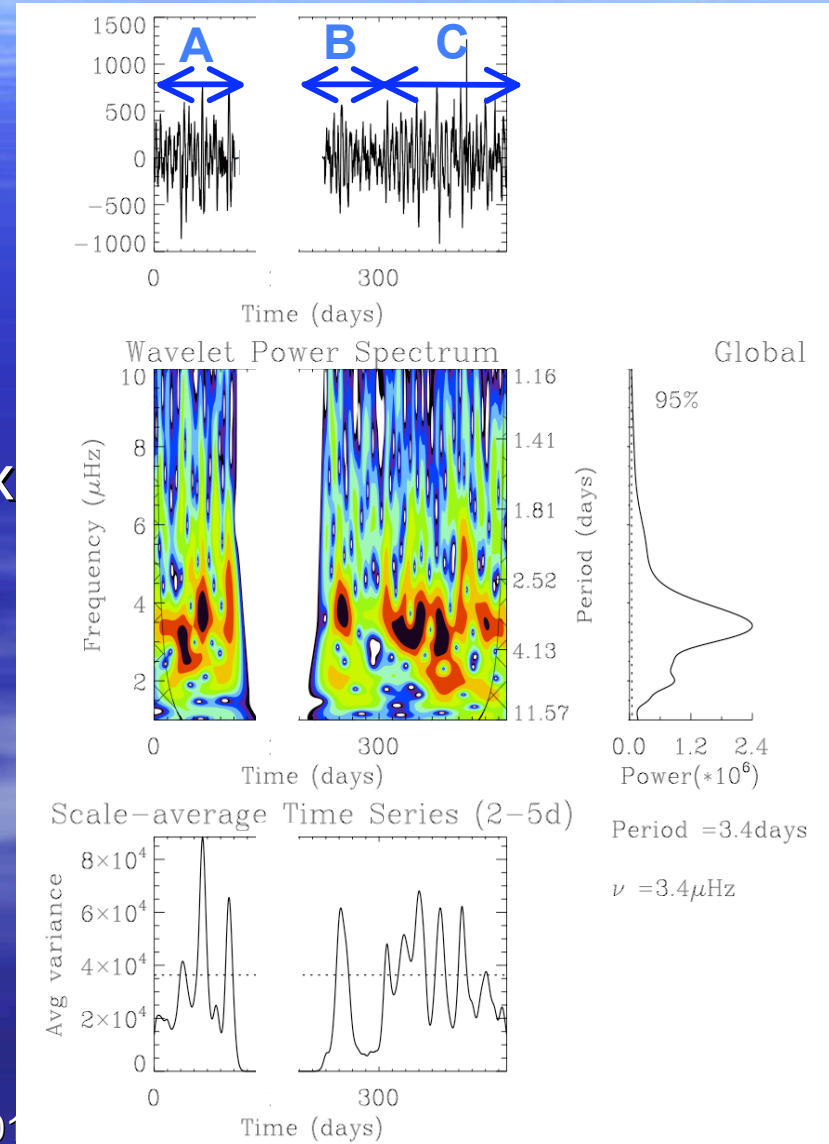 1500
1000
500
0
−500
−1000
A
B
C
0
300
Time (days)
Wavelet Power Spectrum
Global
10
8
6
4
2
Frequency (μHz)
1.16
1.41
1.81
2.52
4.13
11.57
Period (days)
0
300
Time (days)
95%
0.0 1.2 2.4
Power(*10⁶)
Scale−average Time Series (2−5d)
Period =3.4days
ν =3.4μHz
8×10⁴
6×10⁴
4×10⁴
2×10⁴
0
Avg variance
0
300
Time (days)